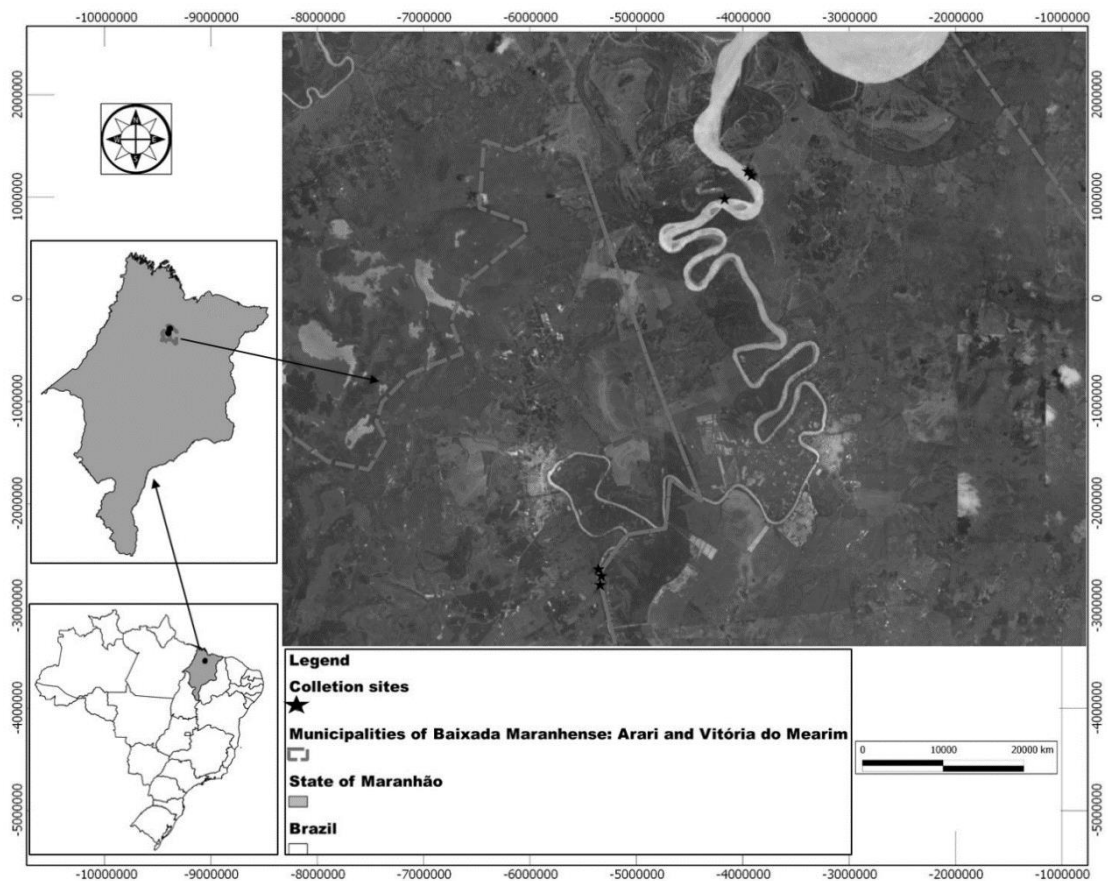 -10000000 -9000000 -8000000 -7000000 -6000000 -5000000 -4000000 -3000000 -2000000 -1000000
2000000
1000000
0
-1000000
-2000000
-3000000
-4000000
-5000000
2000000
1000000
0
-1000000
-2000000
-3000000
-4000000
-5000000
Legend
Colletion sites
Municipalities of Baixada Maranhense: Arari and Vitória do Mearim
State of Maranhão
Brazil
0 10000 20000 km
-10000000 -9000000 -8000000 -7000000 -6000000 -5000000 -4000000 -3000000 -2000000 -1000000